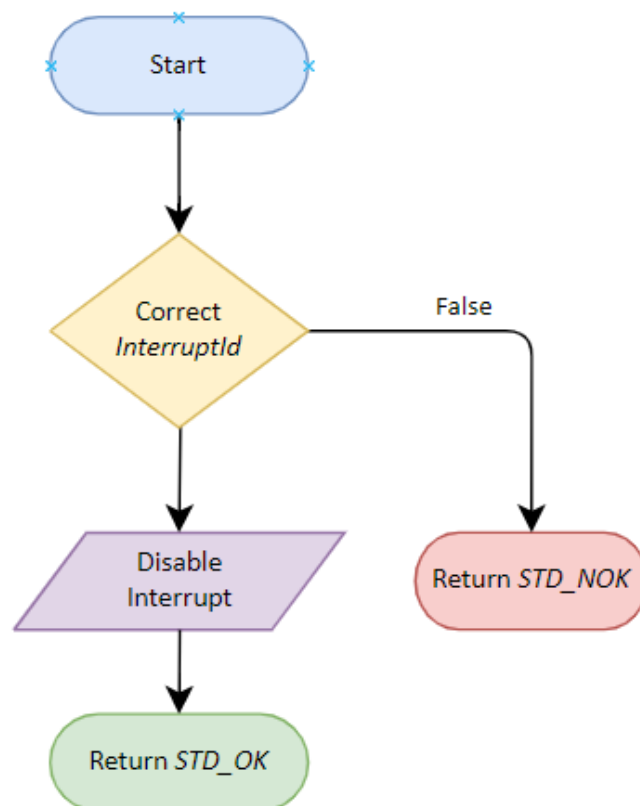 Start
Correct
InterruptId
False
Disable
Interrupt
Return STD_NOK
Return STD_OK